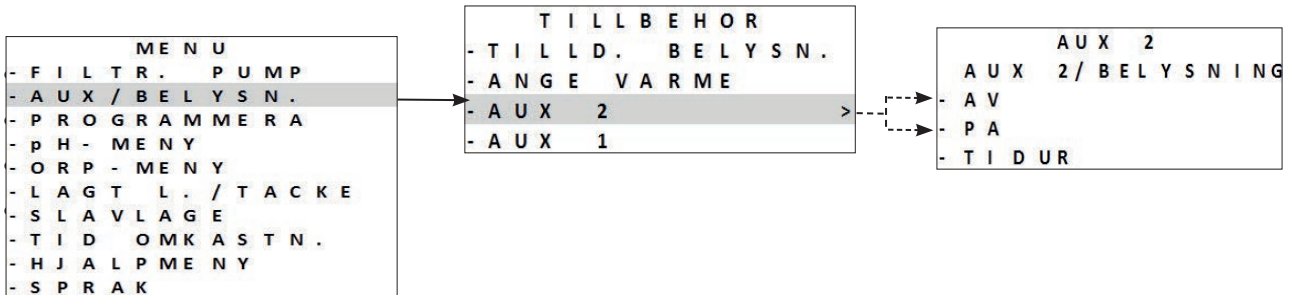 MENU
- FILTR. PUMP
- AUX/BELYSN.
- PROGRAMMERA
- pH- MENY
- ORP-MENY
- LAGT L./TACKE
- SLAVLAGE
- TID OMKASTN.
- HJALPMENY
- SPRAK
TILLBEHOR
- TILLD. BELYSN.
- ANGE VARME
- AUX 2 >
- AUX 1
AUX 2
AUX 2/BELYSNING
- AV
- PA
- TIDUR